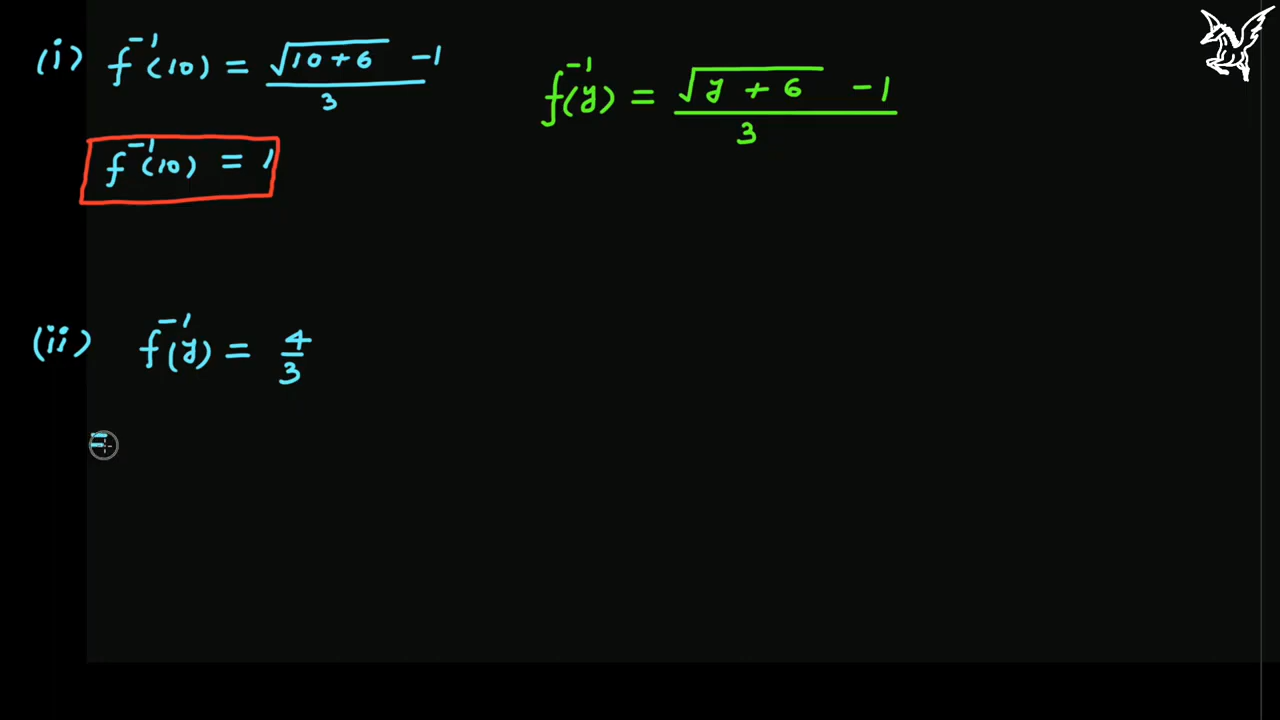 (i) f⁻¹(10) = (√(10+6) - 1)/3
f⁻¹(y) = (√(y + 6) - 1)/3
f⁻¹(10) = 1
(ii) f⁻¹(y) = 4/3
=